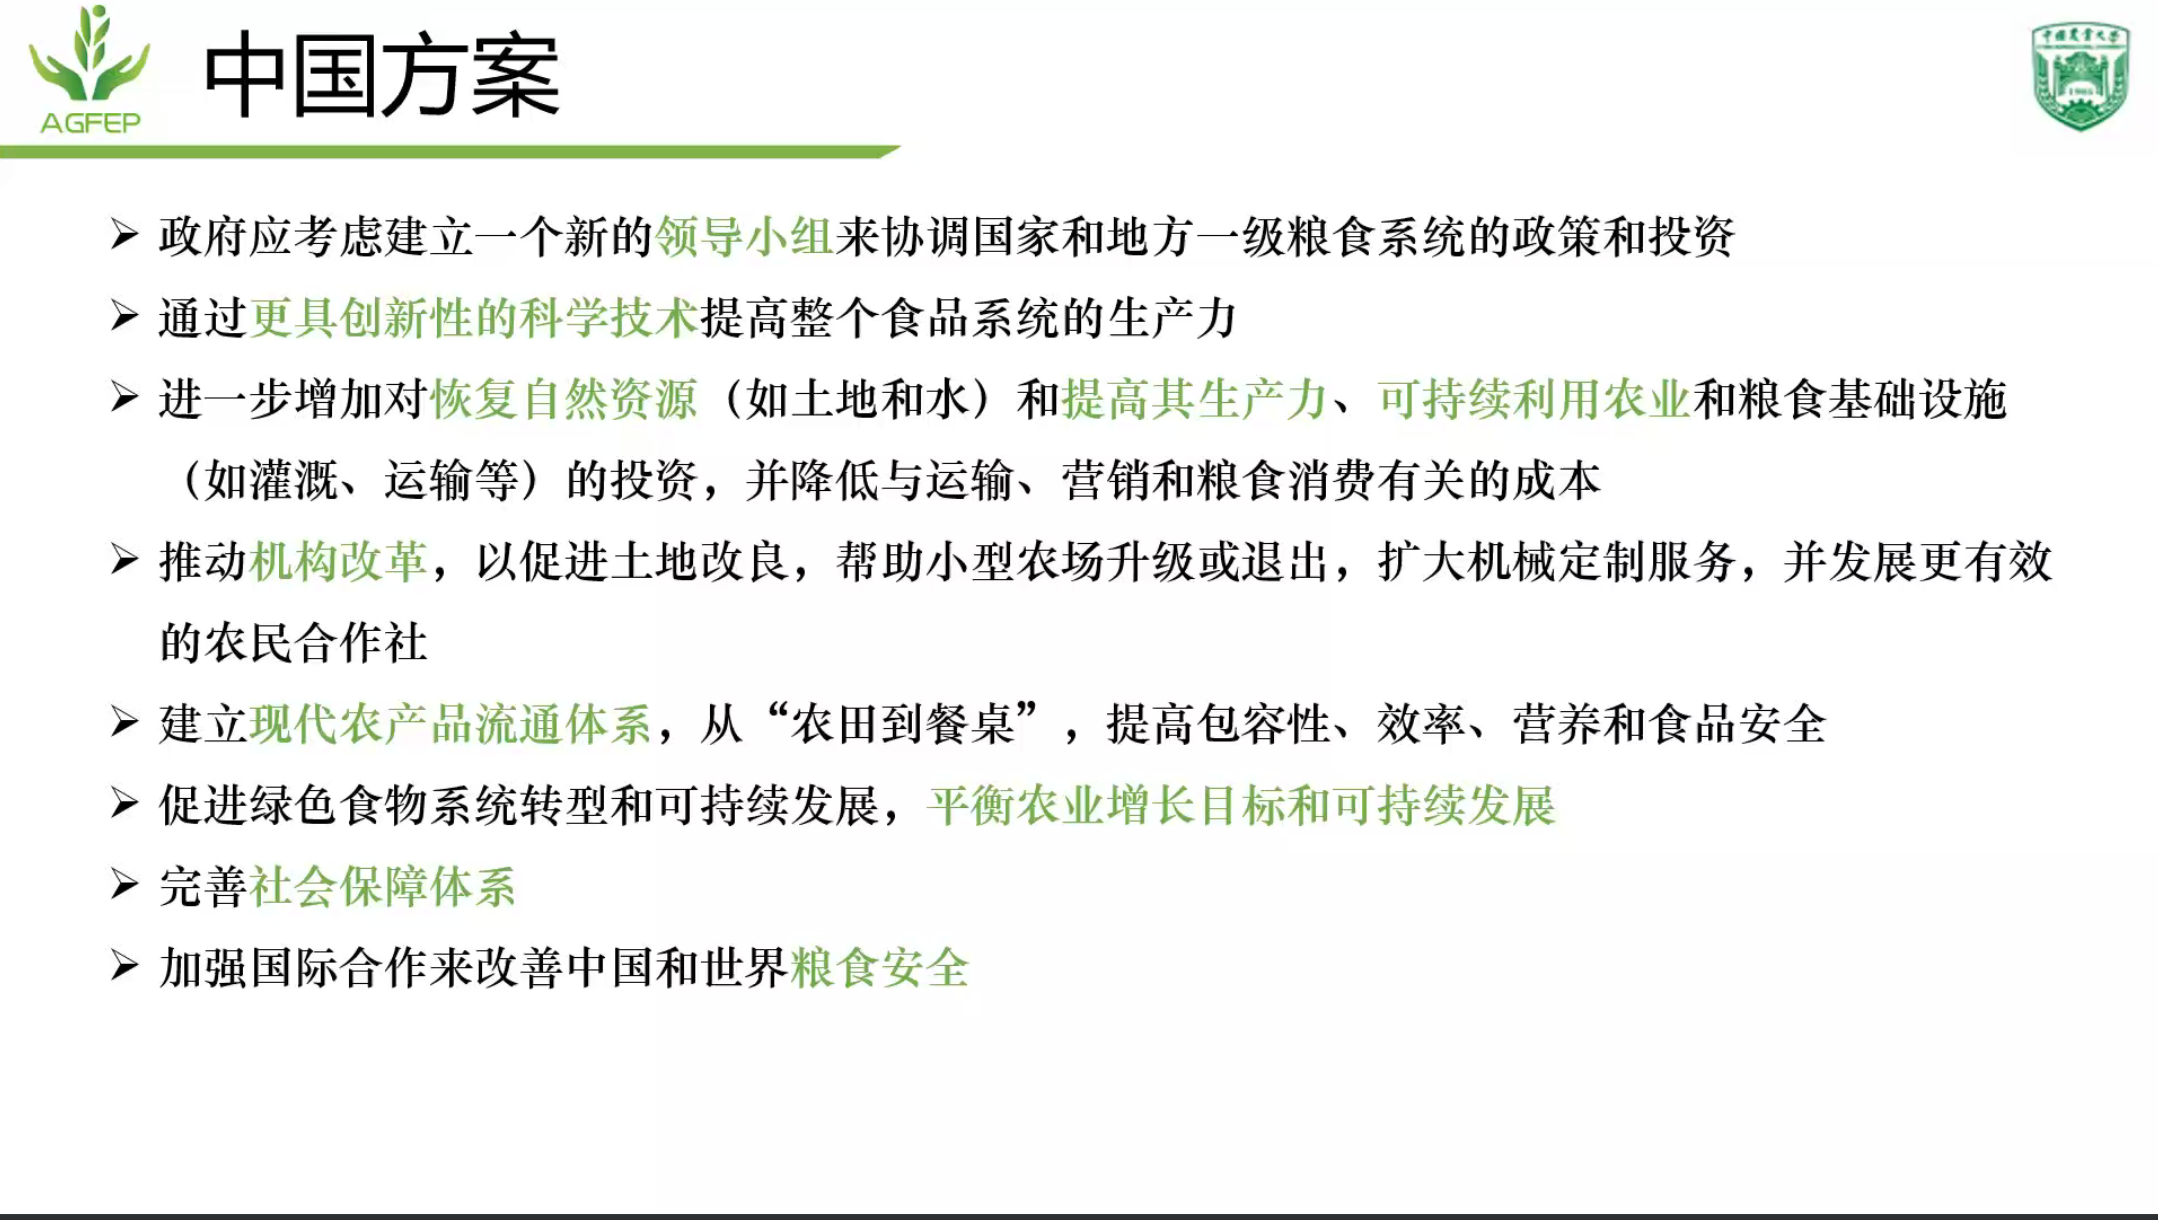 AGFEP
中国方案
中国农业大学
1905
政府应考虑建立一个新的领导小组来协调国家和地方一级粮食系统的政策和投资
通过更具创新性的科学技术提高整个食品系统的生产力
进一步增加对恢复自然资源（如土地和水）和提高其生产力、可持续利用农业和粮食基础设施
（如灌溉、运输等）的投资，并降低与运输、营销和粮食消费有关的成本
推动机构改革，以促进土地改良，帮助小型农场升级或退出，扩大机械定制服务，并发展更有效
的农民合作社
建立现代农产品流通体系，从“农田到餐桌”，提高包容性、效率、营养和食品安全
促进绿色食物系统转型和可持续发展，平衡农业增长目标和可持续发展
完善社会保障体系
加强国际合作来改善中国和世界粮食安全